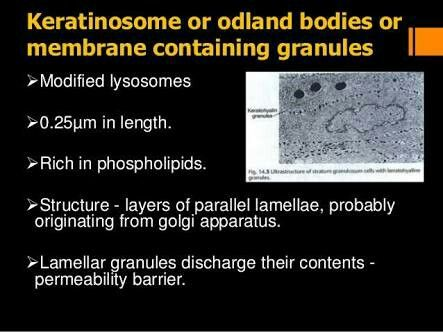 Keratinosome or odland bodies or
membrane containing granules
➢Modified lysosomes
➢0.25µm in length.
➢Rich in phospholipids.
➢Structure - layers of parallel lamellae, probably
originating from golgi apparatus.
➢Lamellar granules discharge their contents -
permeability barrier.
Keratohyalin
granules
Fig. 14.5 Ultrastructure of stratum granulosum cells with keratohyaline
granules.